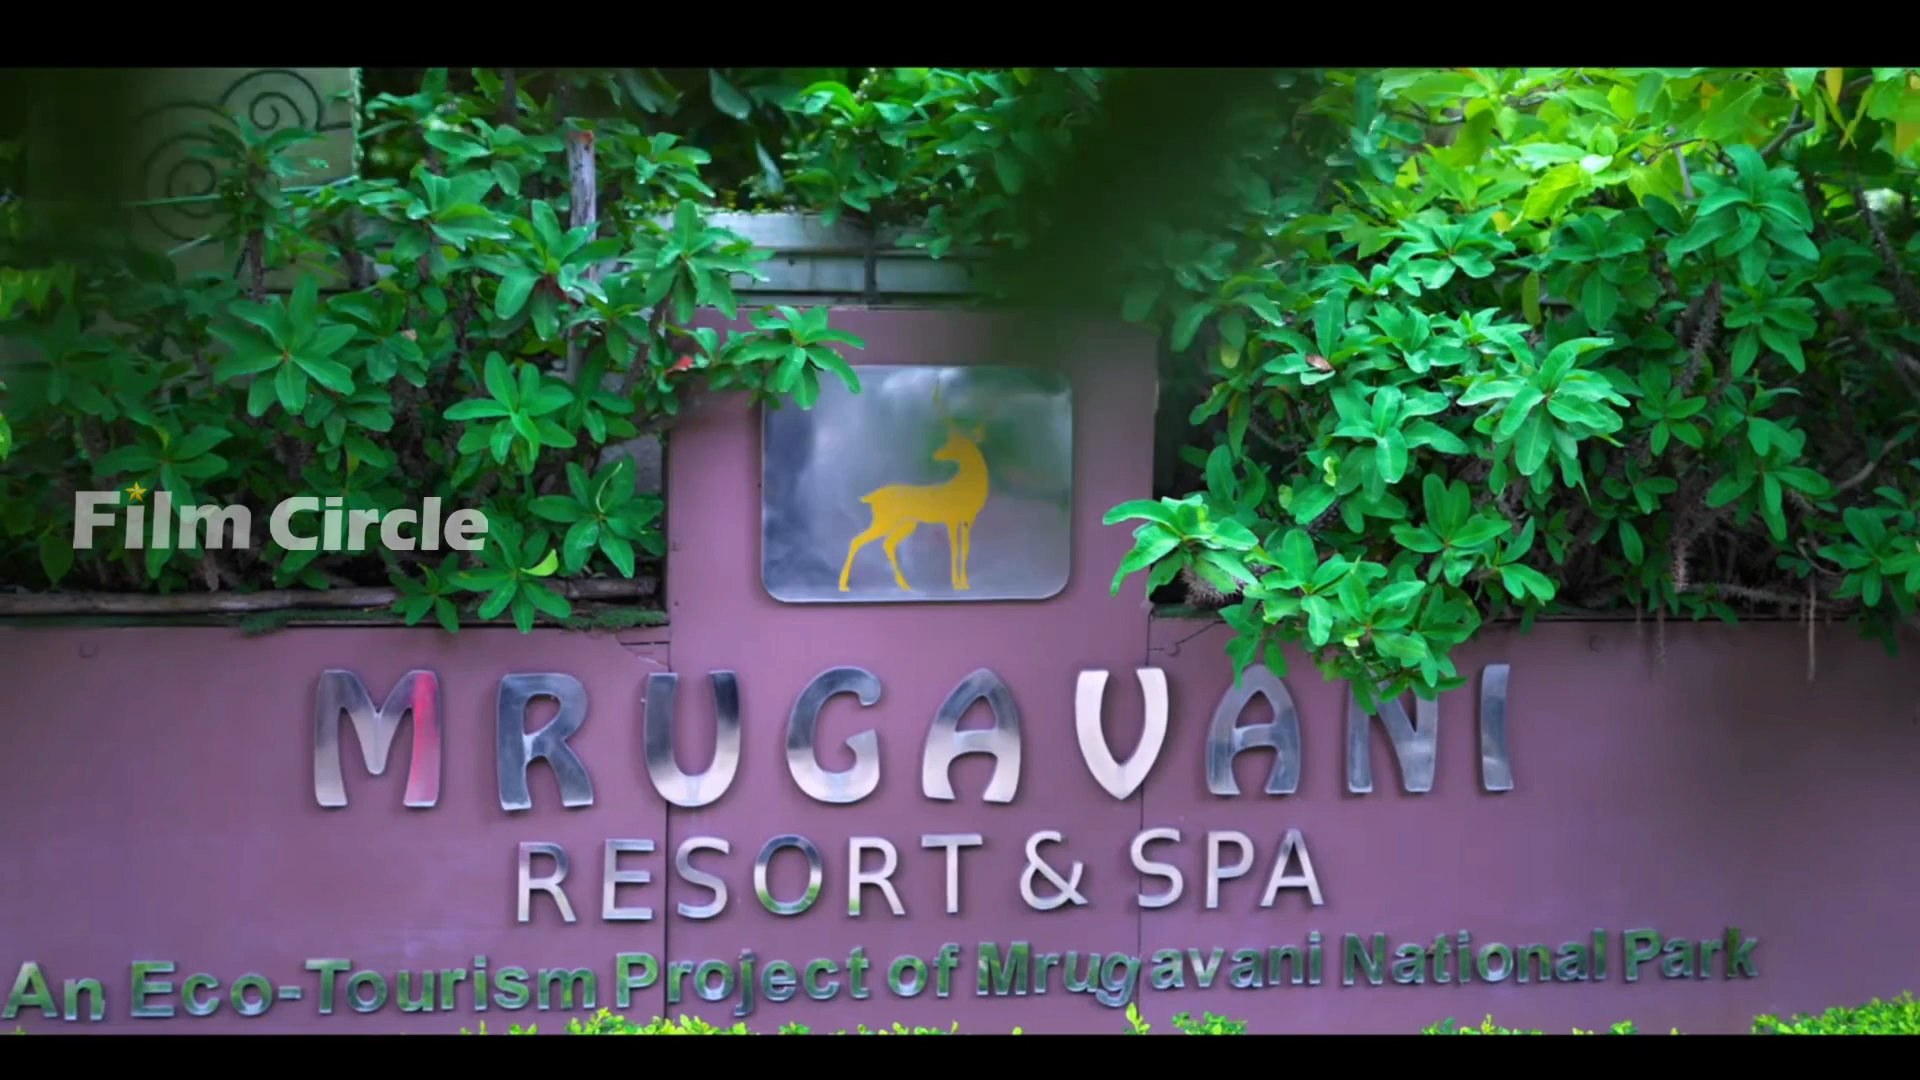 Film Circle
MRUGAVANI
RESORT & SPA
An Eco-Tourism Project of Mrugavani National Park